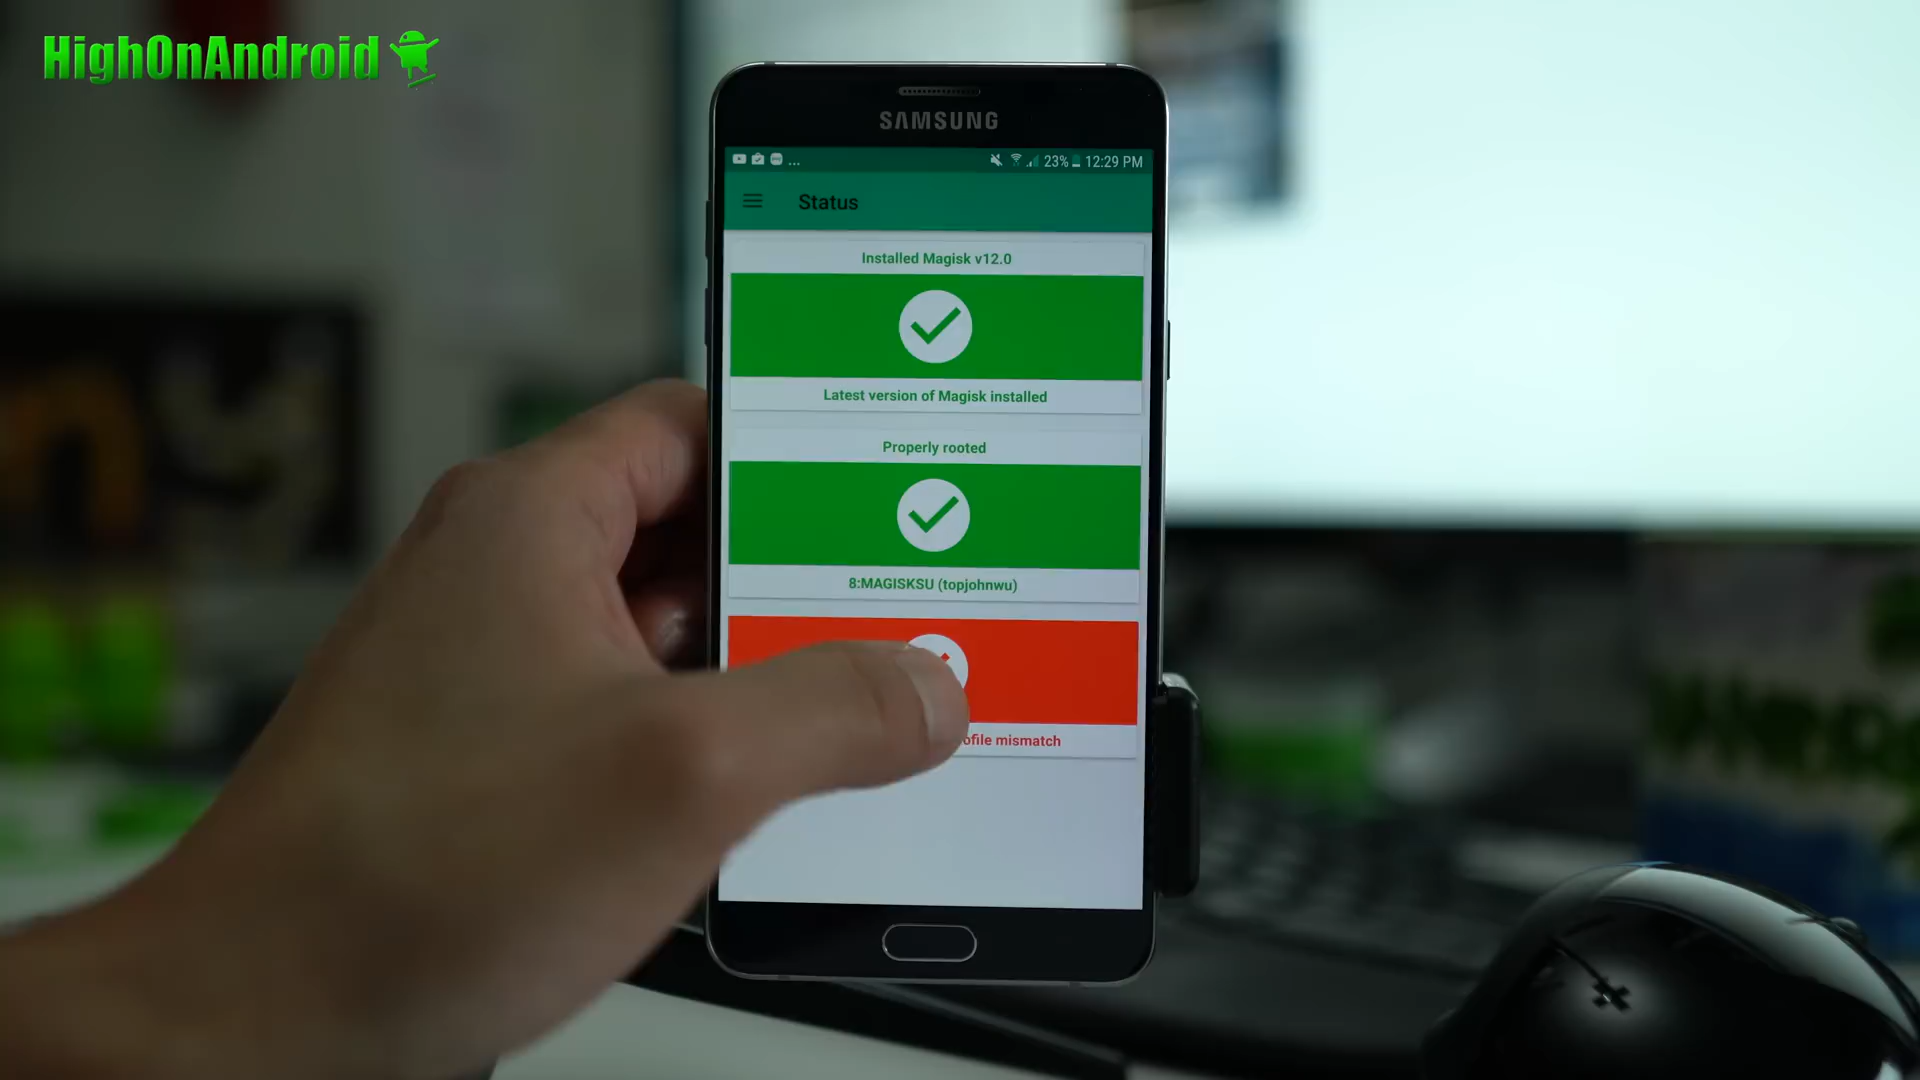 HighOnAndroid
SAMSUNG
... 23% 12:29 PM
Status
Installed Magisk v12.0
Latest version of Magisk installed
Properly rooted
8:MAGISKSU (topjohnwu)
mismatch